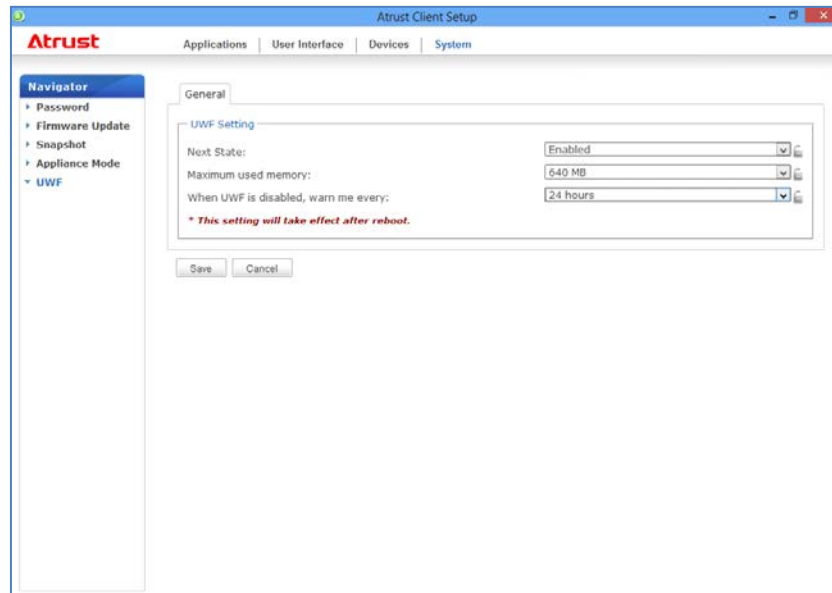 Atrust Client Setup
Atrust
Applications | User Interface | Devices | System
Navigator
Password
Firmware Update
Snapshot
Appliance Mode
UWF
General
UWF Setting
Next State: Enabled
Maximum used memory: 640 MB
When UWF is disabled, warn me every: 24 hours
* This setting will take effect after reboot.
Save Cancel